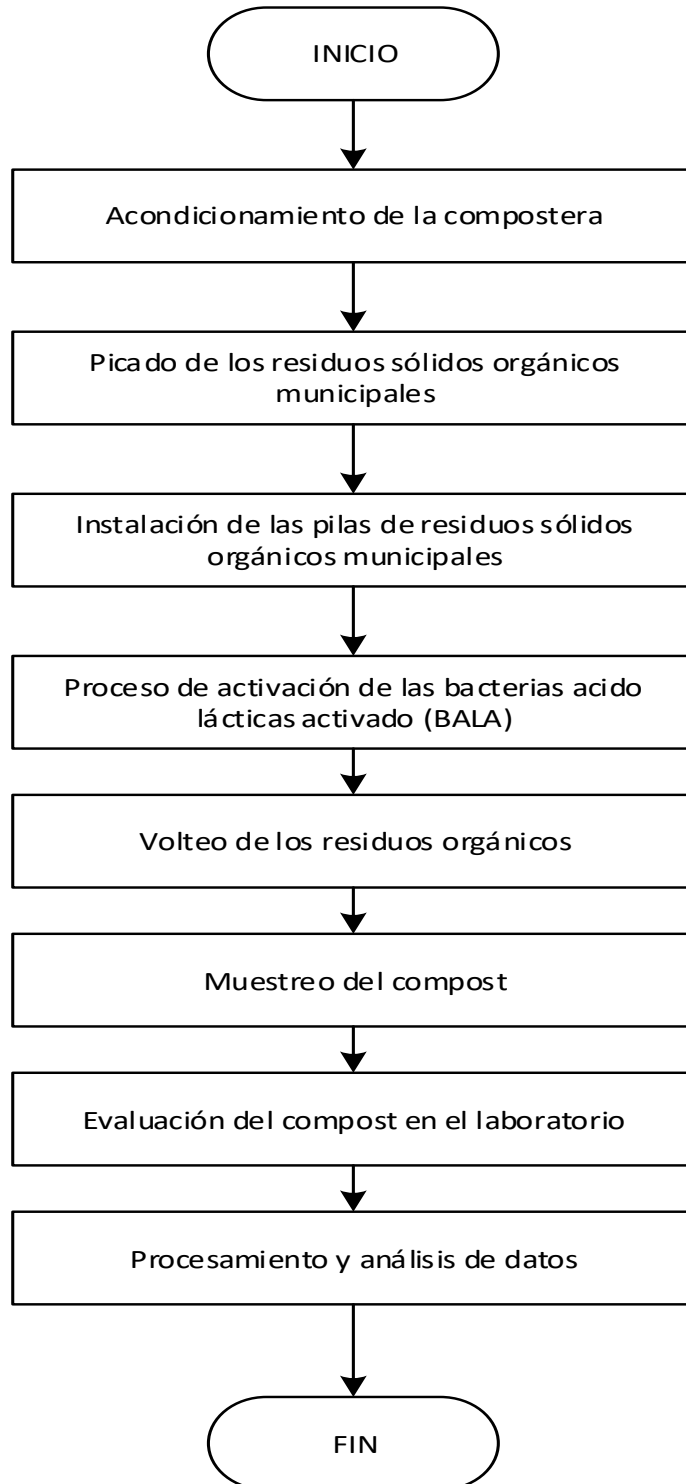 INICIO
Acondicionamiento de la compostera
Picado de los residuos sólidos orgánicos
municipales
Instalación de las pilas de residuos sólidos
orgánicos municipales
Proceso de activación de las bacterias acido
lácticas activado (BALA)
Volteo de los residuos orgánicos
Muestreo del compost
Evaluación del compost en el laboratorio
Procesamiento y análisis de datos
FIN